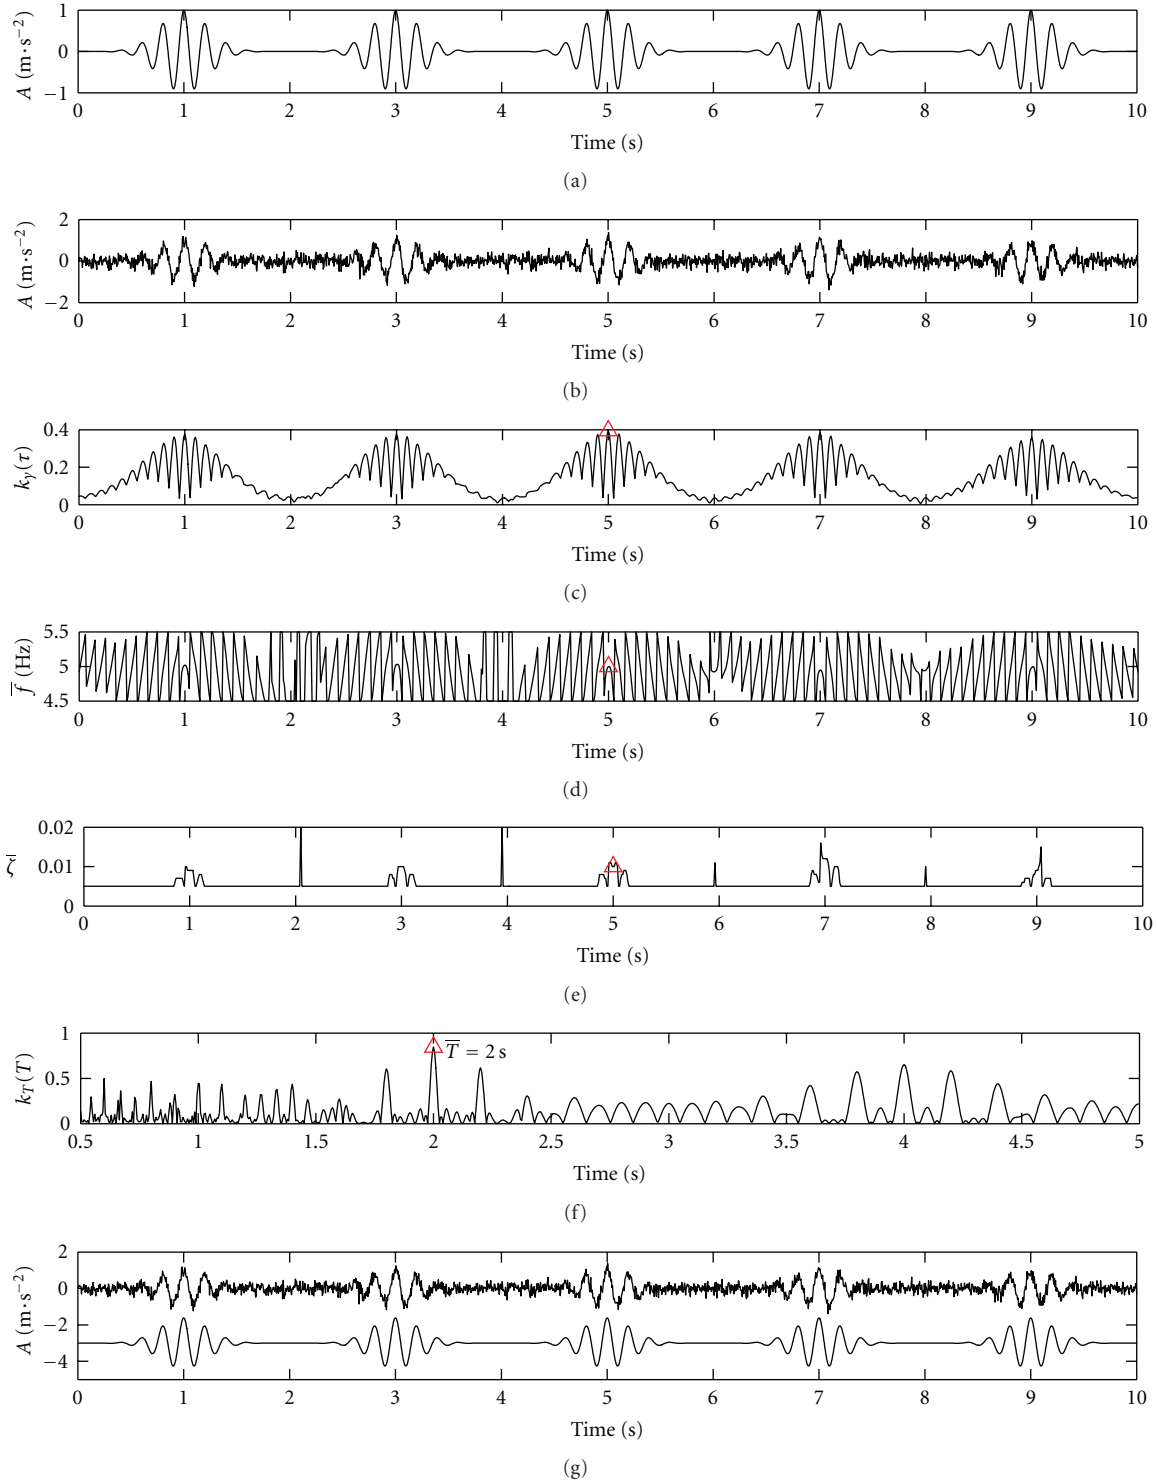 1
0
−1
A (m·s⁻²)
0 1 2 3 4 5 6 7 8 9 10
Time (s)
(a)
2
0
−2
A (m·s⁻²)
0 1 2 3 4 5 6 7 8 9 10
Time (s)
(b)
0.4
0.2
0
kγ(τ)
0 1 2 3 4 5 6 7 8 9 10
Time (s)
(c)
5.5
5
4.5
f̅ (Hz)
0 1 2 3 4 5 6 7 8 9 10
Time (s)
(d)
0.02
0.01
0
0 1 2 3 4 5 6 7 8 9 10
Time (s)
(e)
1
0.5
0
k_T(T)
T̅ = 2 s
0.5 1 1.5 2 2.5 3 3.5 4 4.5 5
Time (s)
(f)
2
0
−2
−4
A (m·s⁻²)
0 1 2 3 4 5 6 7 8 9 10
Time (s)
(g)